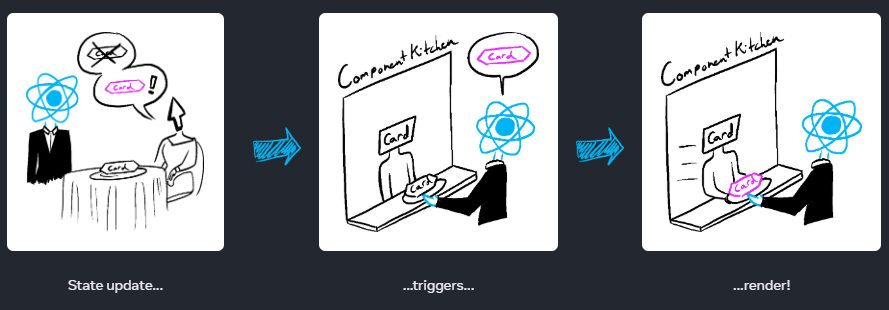 Card
Card !
Card
State update...
Component Kitchen
Card
Card
Card
...triggers...
Component Kitchen
Card
Card
...render!